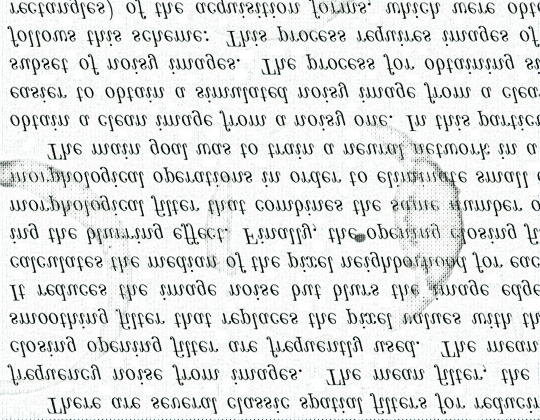 There are several classic spatial filters for reducin
frequency noise from images. The mean filter, the
closing opening filter are frequently used. The mean
smoothing filter that replaces the pixel values with th
It reduces the image noise but blurs the image edge
calculates the median of the pixel neighborhood for eac
ing the blurring effect. Finally, the opening closing fi
morphological filter that combines the same number o
morphological operations in order to eliminate small
The main goal was to train a neural network in a
obtain a clean image from a noisy one. In this partic
easier to obtain a simulated noisy image from a clea
subset of noisy images. The process for obtaining si
follows this scheme: This process requires images of
rectangles) of the acquisition forms, which were obt